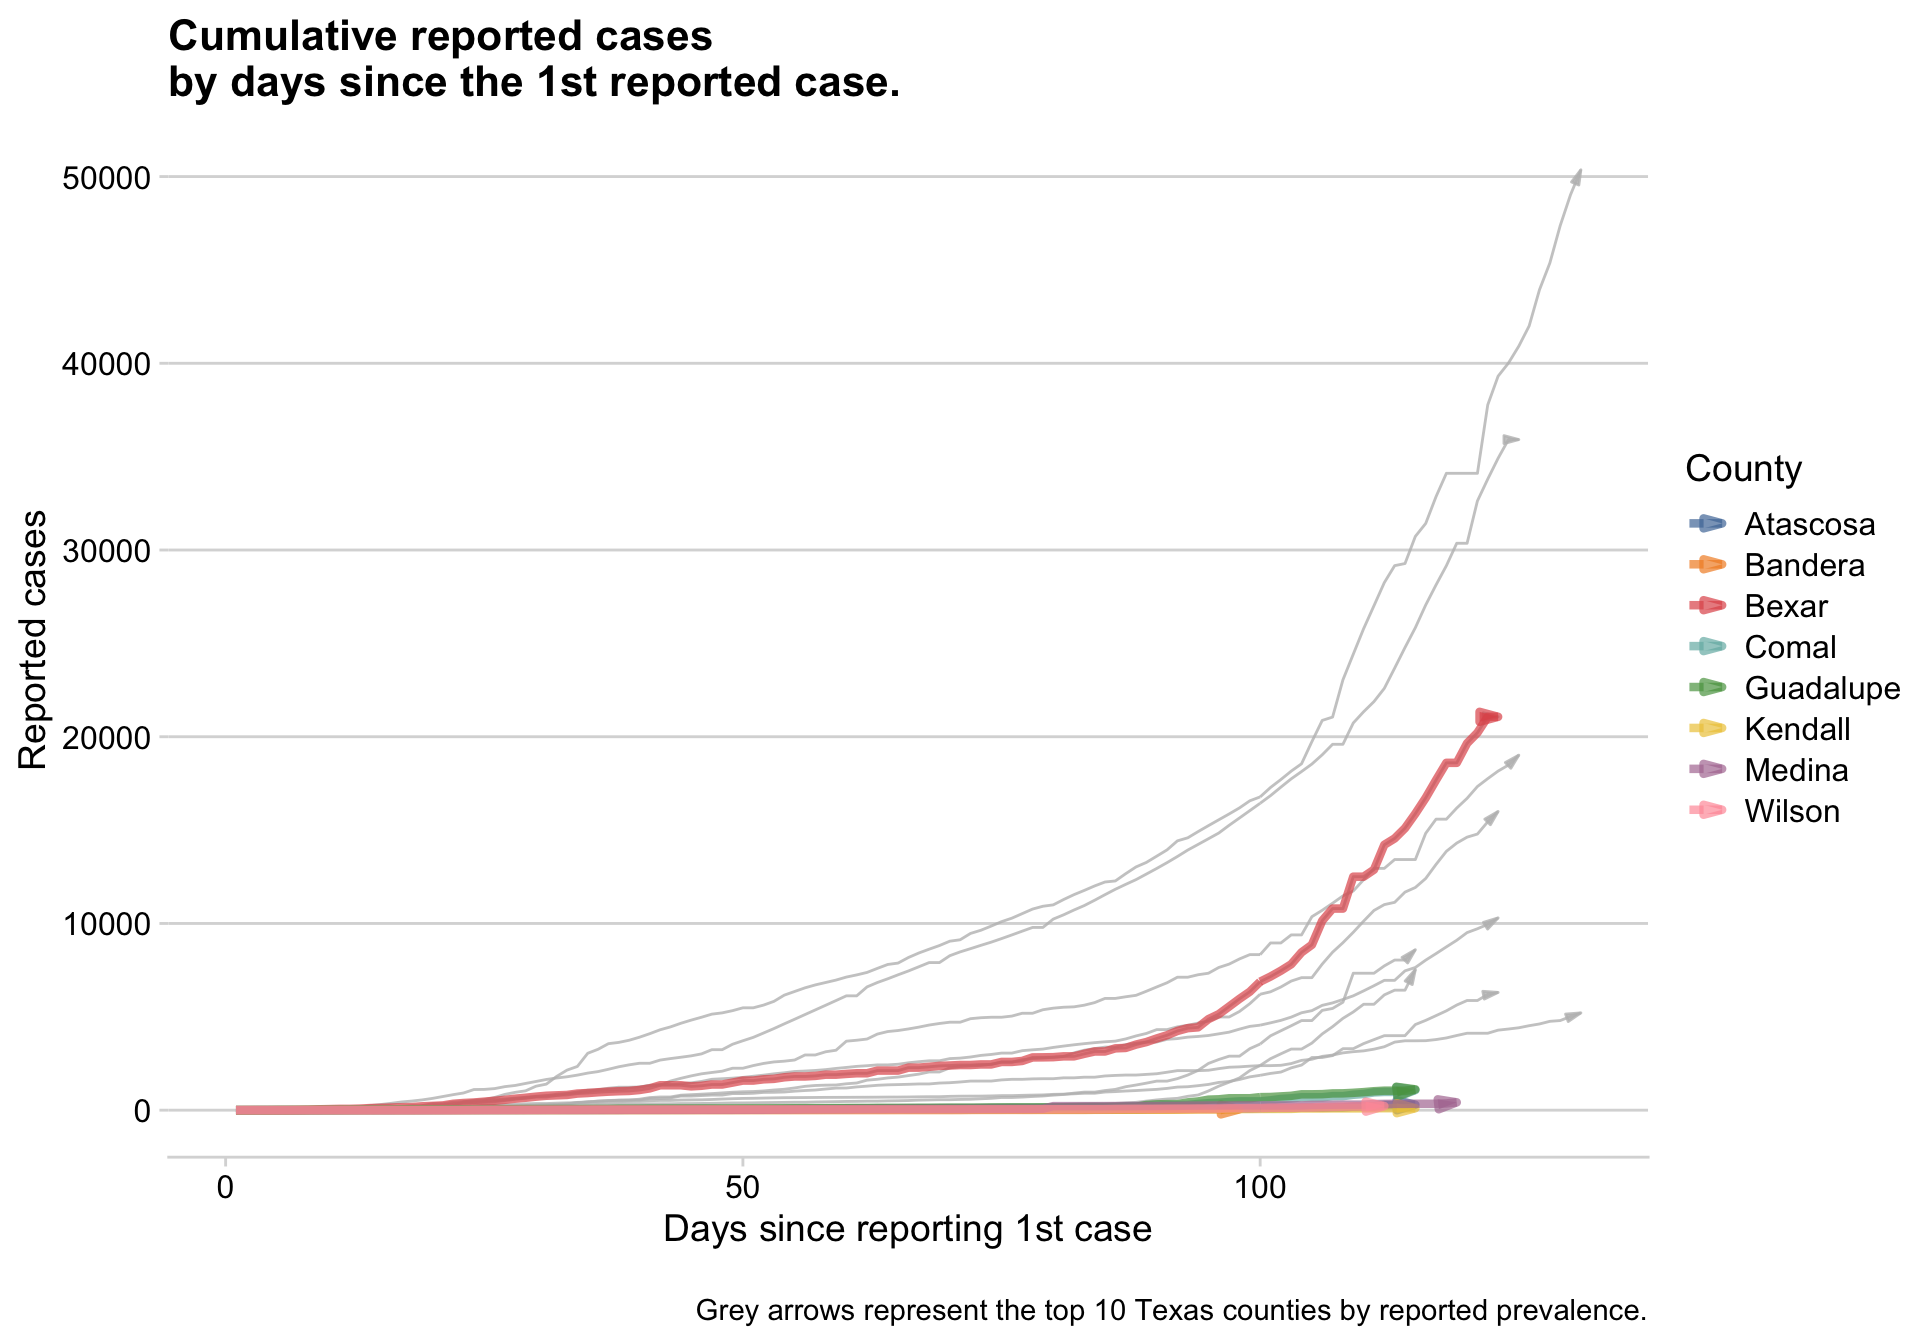 Cumulative reported cases
by days since the 1st reported case.
50000
40000
30000
20000
10000
0
Reported cases
0 50 100
Days since reporting 1st case
County
Atascosa
Bandera
Bexar
Comal
Guadalupe
Kendall
Medina
Wilson
Grey arrows represent the top 10 Texas counties by reported prevalence.